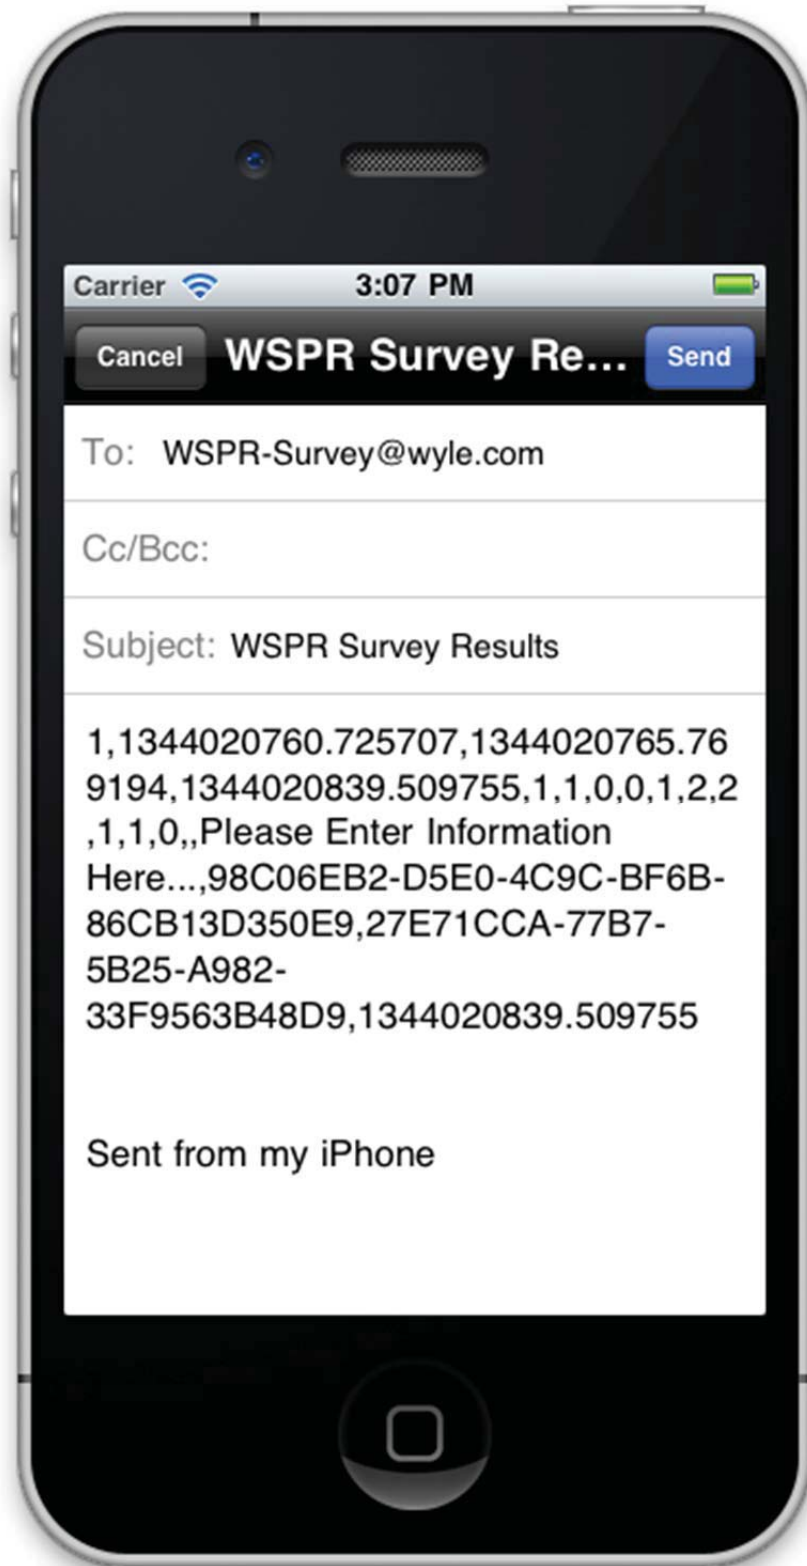 Carrier 3:07 PM
Cancel WSPR Survey Re... Send
To: WSPR-Survey@wyle.com
Cc/Bcc:
Subject: WSPR Survey Results
1,1344020760.725707,1344020765.76
9194,1344020839.509755,1,1,0,0,1,2,2
,1,1,0,,Please Enter Information
Here...,98C06EB2-D5E0-4C9C-BF6B-
86CB13D350E9,27E71CCA-77B7-
5B25-A982-
33F9563B48D9,1344020839.509755
Sent from my iPhone